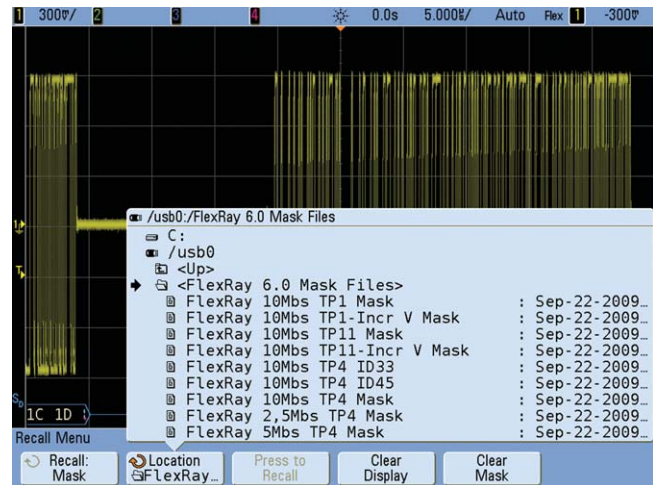 1 300▽/ 2 3 4 0.0s 5.000▽/ Auto Flex 1 -300▽
/usb0:/FlexRay 6.0 Mask Files
C:
/usb0
<Up>
<FlexRay 6.0 Mask Files>
FlexRay 10Mbs TP1 Mask : Sep-22-2009…
FlexRay 10Mbs TP1-Incr V Mask : Sep-22-2009…
FlexRay 10Mbs TP11 Mask : Sep-22-2009…
FlexRay 10Mbs TP11-Incr V Mask : Sep-22-2009…
FlexRay 10Mbs TP4 ID33 : Sep-22-2009…
FlexRay 10Mbs TP4 ID45 : Sep-22-2009…
FlexRay 10Mbs TP4 Mask : Sep-22-2009…
FlexRay 2,5Mbs TP4 Mask : Sep-22-2009…
FlexRay 5Mbs TP4 Mask : Sep-22-2009…
1C 1D
Recall Menu
Recall:
Mask
Location
FlexRay…
Press to
Recall
Clear
Display
Clear
Mask